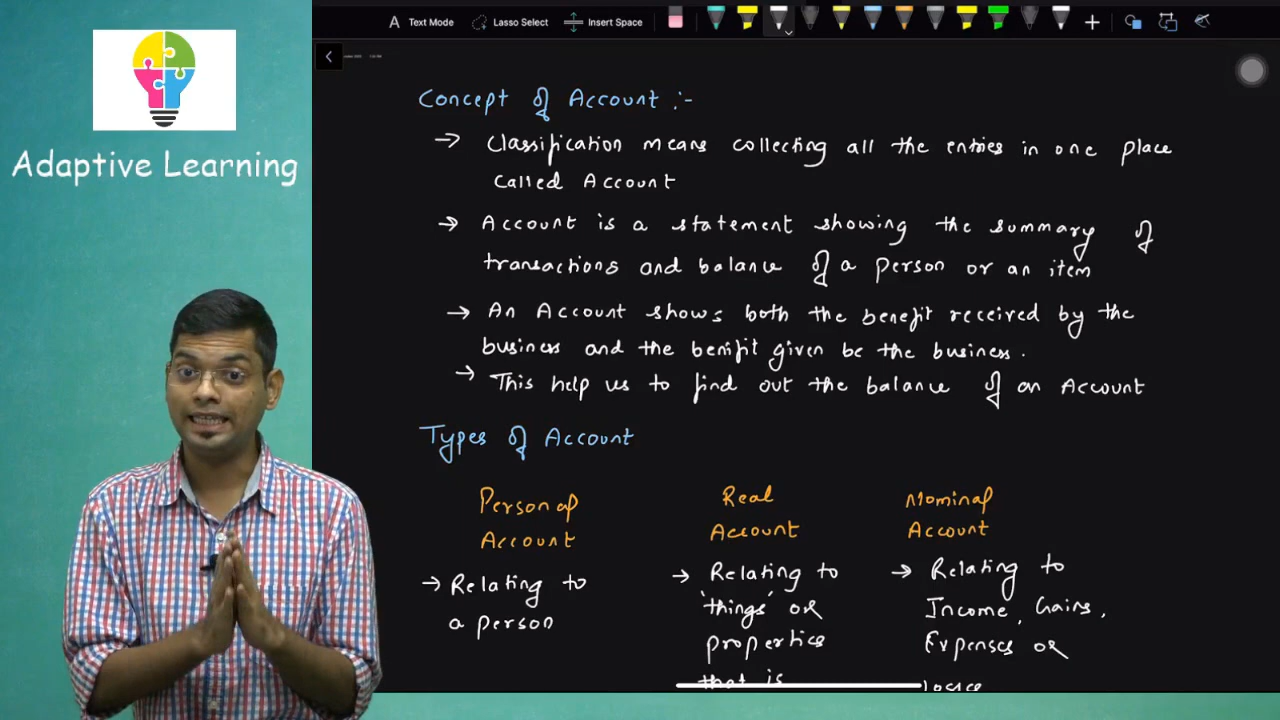 Text Mode
Lasso Select
Insert Space
Adaptive Learning
Concept of Account :-
→ Classification means collecting all the entries in one place
called Account
→ Account is a statement showing the summary of
transactions and balance of a person or an item
→ An Account shows both the benefit received by the
business and the benifit given be the business.
→ This help us to find out the balance of an Account
Types of Account
Personal
Account
→ Relating to
a person
Real
Account
→ Relating to
'things' or
properties
that is
Nominal
Account
→ Relating to
Income, Gains,
Expenses or